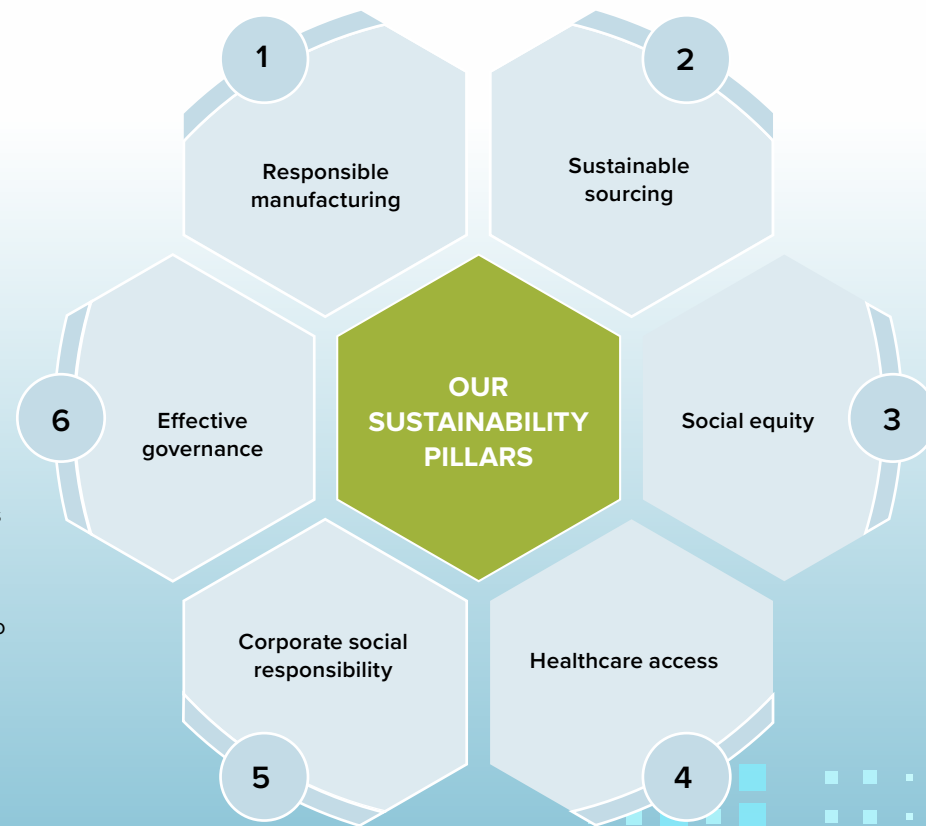 1
Responsible
manufacturing
2
Sustainable
sourcing
3
Social equity
4
Healthcare access
5
Corporate social
responsibility
6
Effective
governance
OUR
SUSTAINABILITY
PILLARS